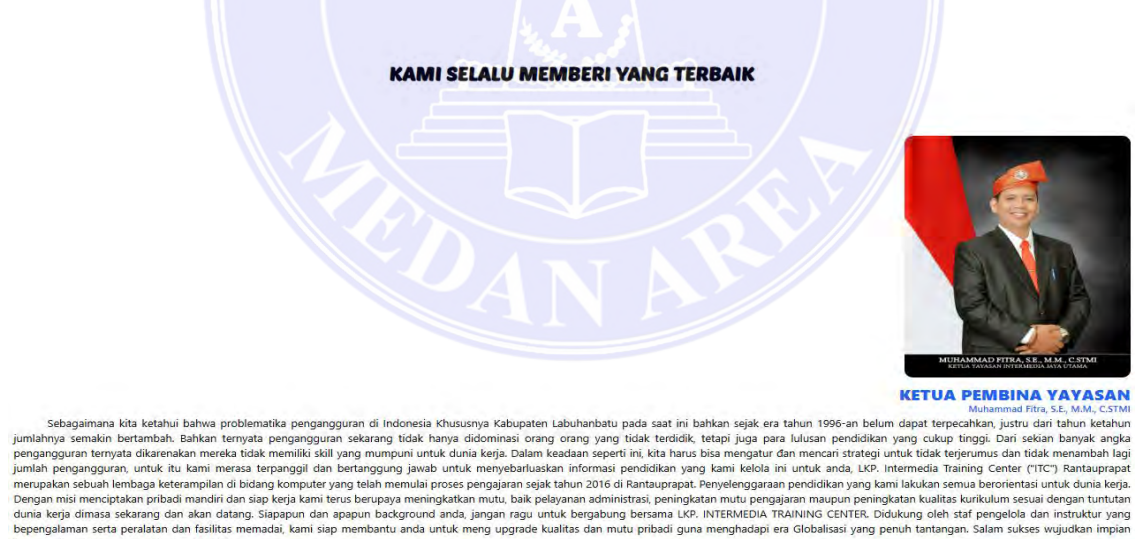 A
KAMI SELALU MEMBERI YANG TERBAIK
MEDAN AREA
MUHAMMAD FITRA, S.E., M.M., C.STMI
KETUA YAYASAN INTERMEDIA JAYA UTAMA
KETUA PEMBINA YAYASAN
Muhammad Fitra, S.E., M.M., C.STMI
Sebagaimana kita ketahui bahwa problematika pengangguran di Indonesia Khususnya Kabupaten Labuhanbatu pada saat ini bahkan sejak era tahun 1996-an belum dapat terpecahkan, justru dari tahun ketahun
jumlahnya semakin bertambah. Bahkan ternyata pengangguran sekarang tidak hanya didominasi orang orang yang tidak terdidik, tetapi juga para lulusan pendidikan yang cukup tinggi. Dari sekian banyak angka
pengangguran ternyata dikarenakan mereka tidak memiliki skill yang mumpuni untuk dunia kerja. Dalam keadaan seperti ini, kita harus bisa mengatur đan mencari strategi untuk tidak terjerumus dan tidak menambah lagi
jumlah pengangguran, untuk itu kami merasa terpanggil dan bertanggung jawab untuk menyebarluaskan informasi pendidikan yang kami kelola ini untuk anda, LKP. Intermedia Training Center ("ITC") Rantauprapat
merupakan sebuah lembaga keterampilan di bidang komputer yang telah memulai proses pengajaran sejak tahun 2016 di Rantauprapat. Penyelenggaraan pendidikan yang kami lakukan semua berorientasi untuk dunia kerja.
Dengan misi menciptakan pribadi mandiri dan siap kerja kami terus berupaya meningkatkan mutu, baik pelayanan administrasi, peningkatan mutu pengajaran maupun peningkatan kualitas kurikulum sesuai dengan tuntutan
dunia kerja dimasa sekarang dan akan datang. Siapapun dan apapun background anda, jangan ragu untuk bergabung bersama LKP. INTERMEDIA TRAINING CENTER. Didukung oleh staf pengelola dan instruktur yang
bepengalaman serta peralatan dan fasilitas memadai, kami siap membantu anda untuk meng upgrade kualitas dan mutu pribadi guna menghadapi era Globalisasi yang penuh tantangan. Salam sukses wujudkan impian